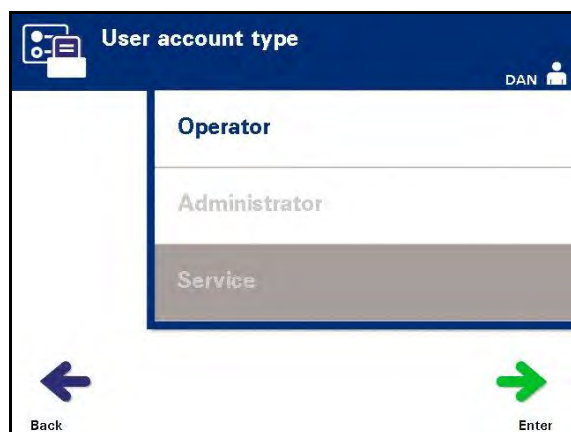 User account type
DAN
Operator
Administrator
Service
Back
Enter